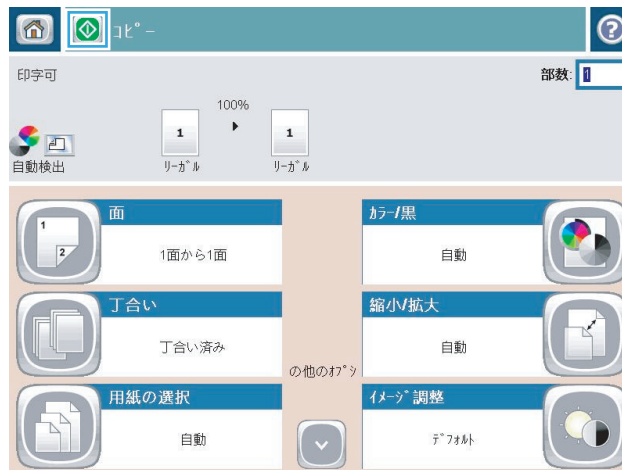 コピー
印字可
部数: 1
100%
1
1
自動検出
リーガル
リーガル
面
カラー/黒
1
2
1面から1面
自動
丁合い
縮小/拡大
丁合い済み
自動
の他のオプシ
用紙の選択
イメージ調整
自動
デフォルト